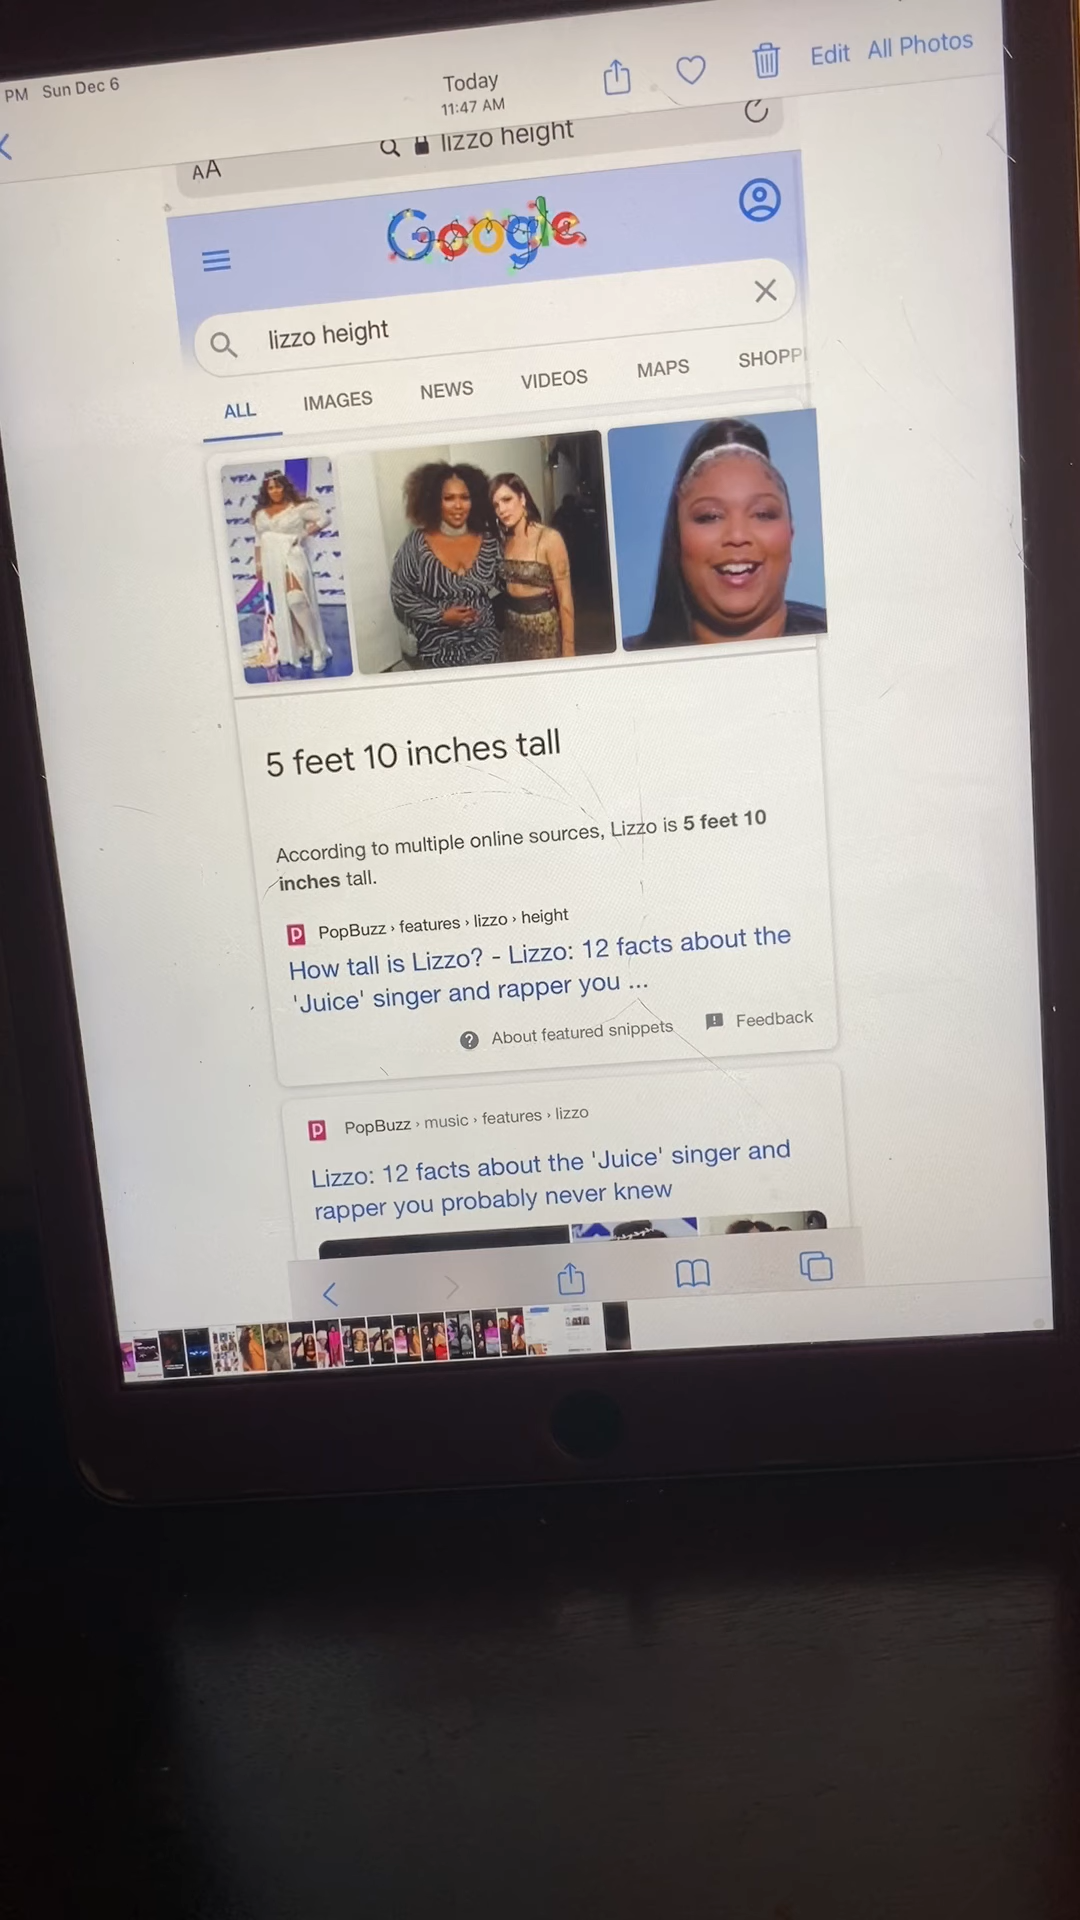 PM Sun Dec 6
Today
11:47 AM
Edit All Photos
AA
lizzo height
Google
lizzo height
ALL IMAGES NEWS VIDEOS MAPS SHOPP
5 feet 10 inches tall
According to multiple online sources, Lizzo is 5 feet 10
inches tall.
PopBuzz › features › lizzo › height
How tall is Lizzo? - Lizzo: 12 facts about the
'Juice' singer and rapper you ...
About featured snippets Feedback
PopBuzz › music › features › lizzo
Lizzo: 12 facts about the 'Juice' singer and
rapper you probably never knew